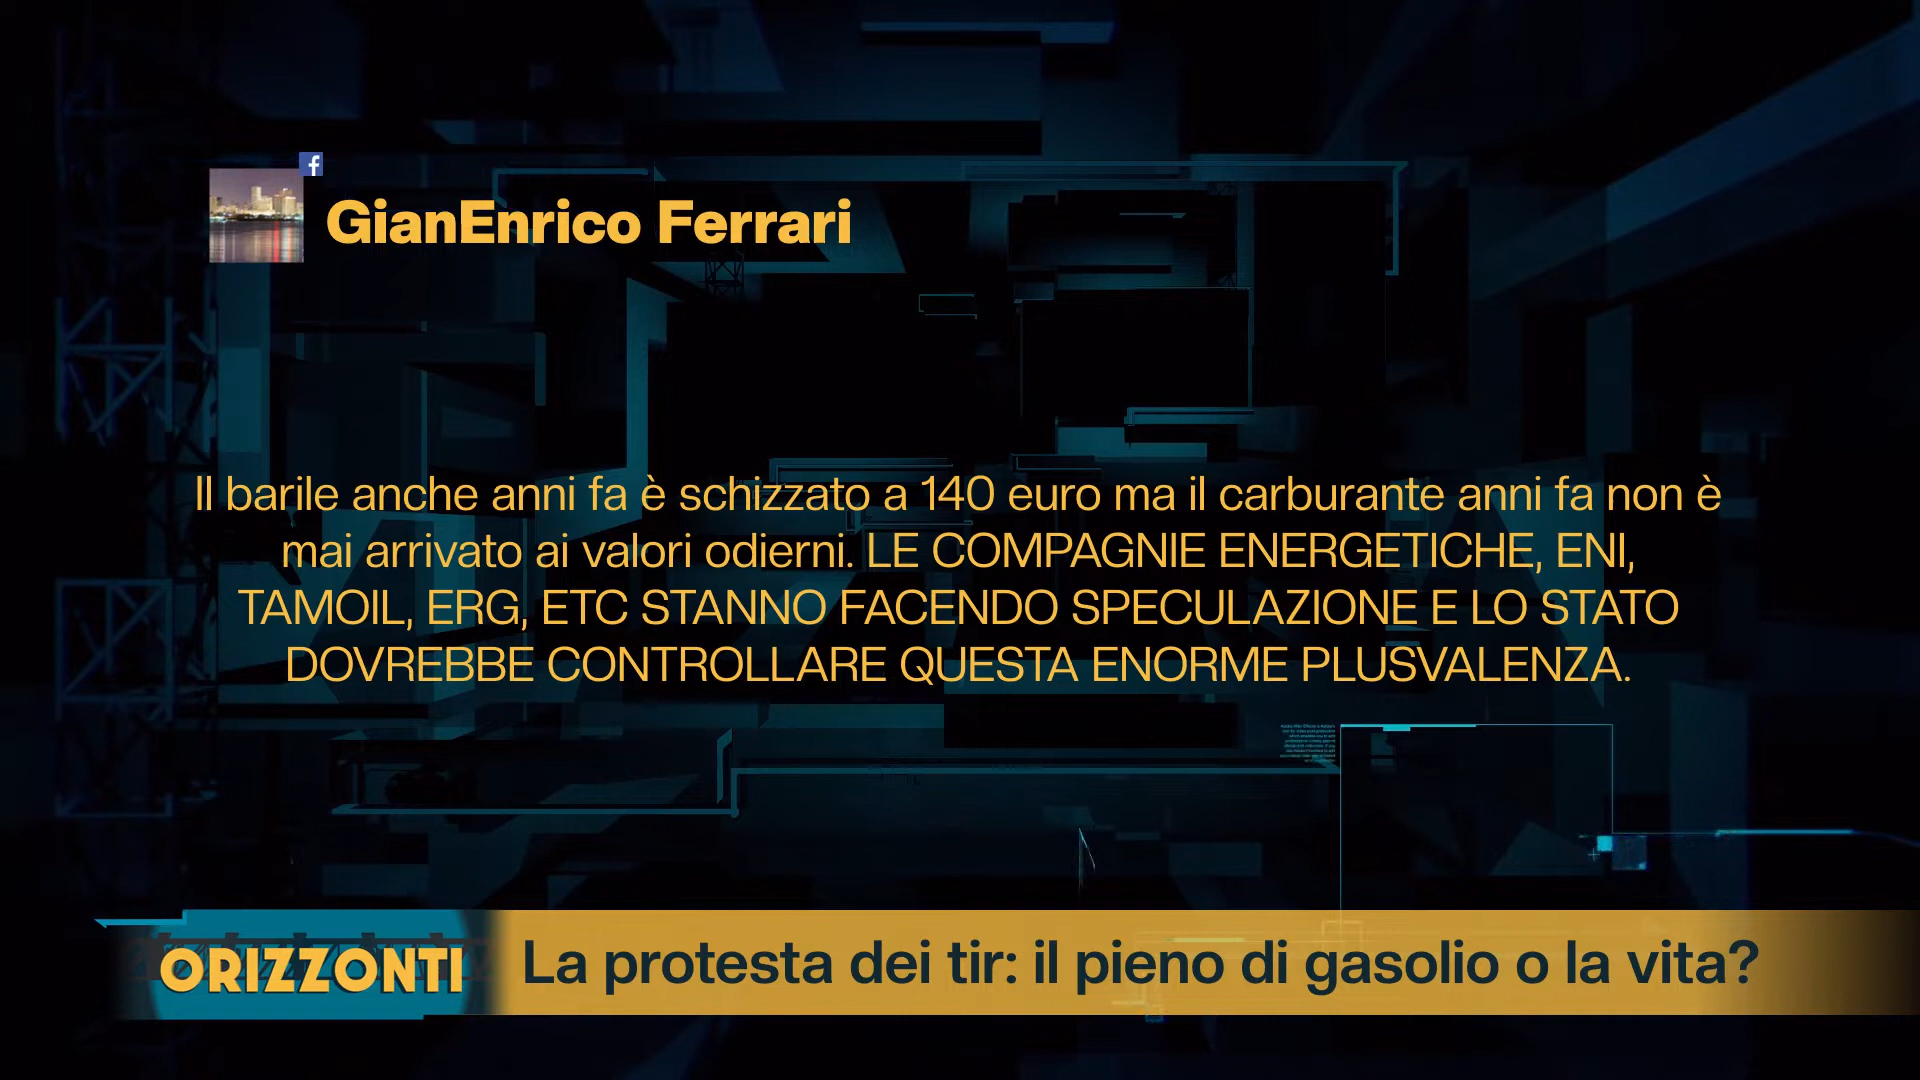 GianEnrico Ferrari
Il barile anche anni fa è schizzato a 140 euro ma il carburante anni fa non è
mai arrivato ai valori odierni. LE COMPAGNIE ENERGETICHE, ENI,
TAMOIL, ERG, ETC STANNO FACENDO SPECULAZIONE E LO STATO
DOVREBBE CONTROLLARE QUESTA ENORME PLUSVALENZA.
ORIZZONTI
La protesta dei tir: il pieno di gasolio o la vita?